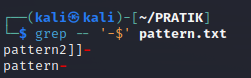 ┌──(kali㉿kali)-[~/PRATIK]
└─$ grep -- '-$' pattern.txt
pattern2]]-
pattern-